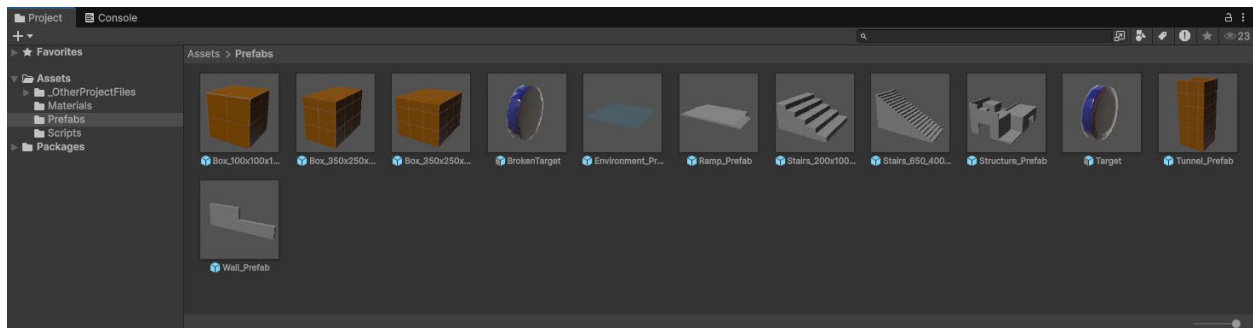 Project
Console
23
Favorites
Assets > Prefabs
Assets
_OtherProjectFiles
Materials
Prefabs
Scripts
Packages
Box_100x100x1...
Box_350x250x...
Box_350x250x...
BrokenTarget
Environment_Pr...
Ramp_Prefab
Stairs_200x100...
Stairs_650_400...
Structure_Prefab
Target
Tunnel_Prefab
Wall_Prefab